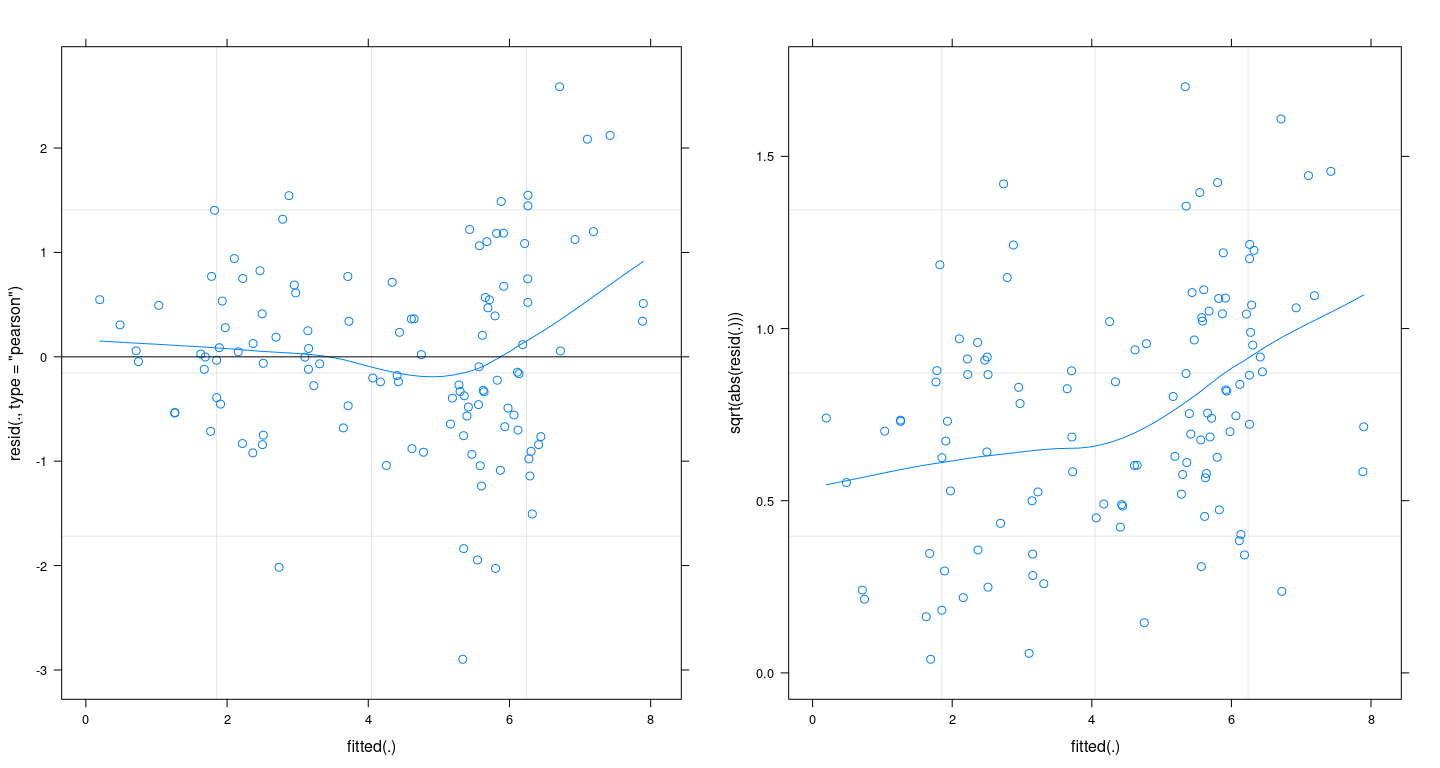 resid(., type = "pearson")
2
1
0
-1
-2
-3
0 2 4 6 8
fitted(.)
sqrt(abs(resid(.)))
1.5
1.0
0.5
0.0
0 2 4 6 8
fitted(.)